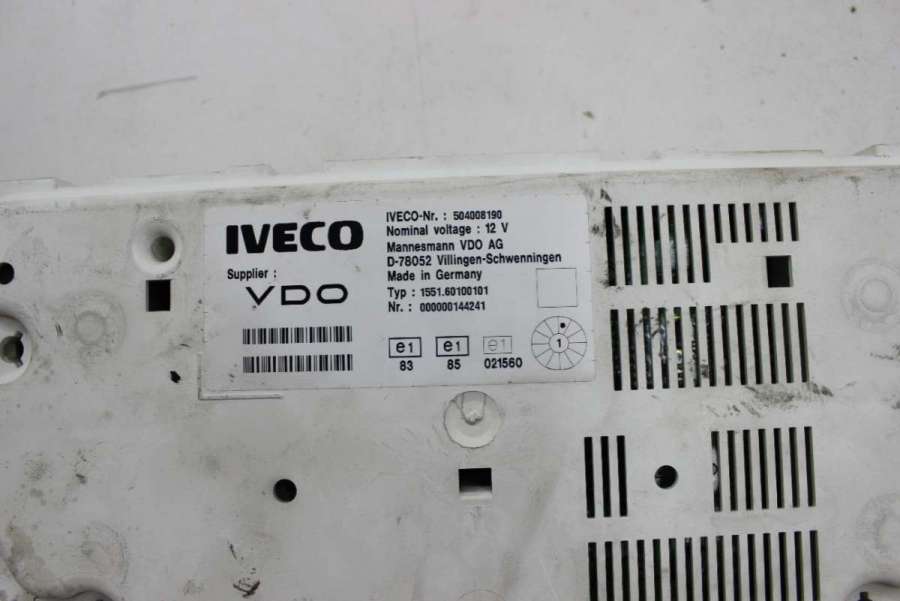 IVECO
Supplier :
VDO
IVECO-Nr. : 504008190
Nominal voltage : 12 V
Mannesmann VDO AG
D-78052 Villingen-Schwenningen
Made in Germany
Typ : 1551.60100101
Nr. : 000000144241
e1 e1 e1
83 85 021560
1